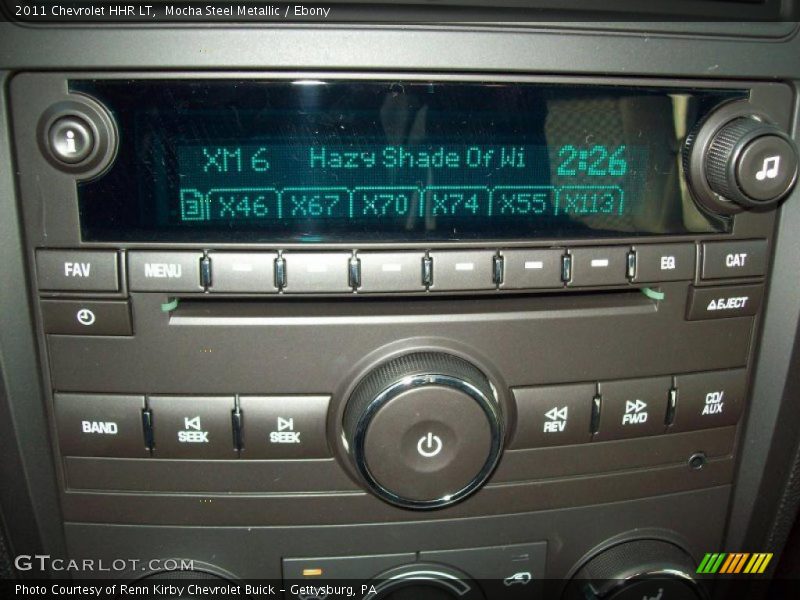 2011 Chevrolet HHR LT, Mocha Steel Metallic / Ebony
i
XM 6 Hazy Shade Of Wi 2:26
3 X46 X67 X70 X74 X55 X113
FAV MENU EQ CAT
EJECT
BAND SEEK SEEK REV FWD CD/AUX
GTCARLOT.COM
Photo Courtesy of Renn Kirby Chevrolet Buick - Gettysburg, PA